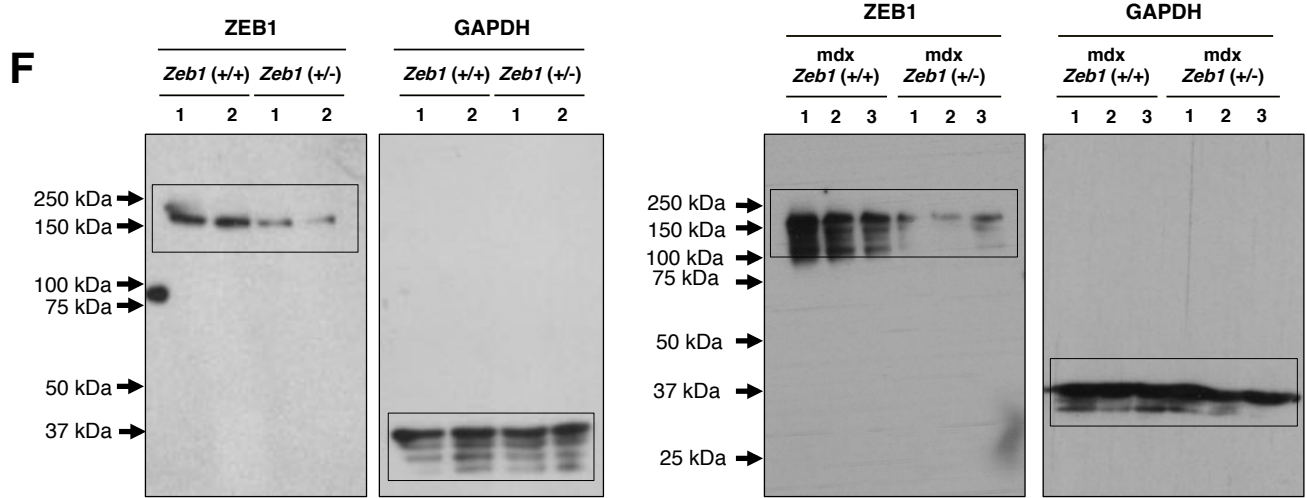 F
ZEB1 GAPDH
Zeb1 (+/+) Zeb1 (+/-) Zeb1 (+/+) Zeb1 (+/-)
1 2 1 2 1 2 1 2
250 kDa
150 kDa
100 kDa
75 kDa
50 kDa
37 kDa
ZEB1 GAPDH
mdx mdx mdx mdx
Zeb1 (+/+) Zeb1 (+/-) Zeb1 (+/+) Zeb1 (+/-)
1 2 3 1 2 3 1 2 3 1 2 3
250 kDa
150 kDa
100 kDa
75 kDa
50 kDa
37 kDa
25 kDa